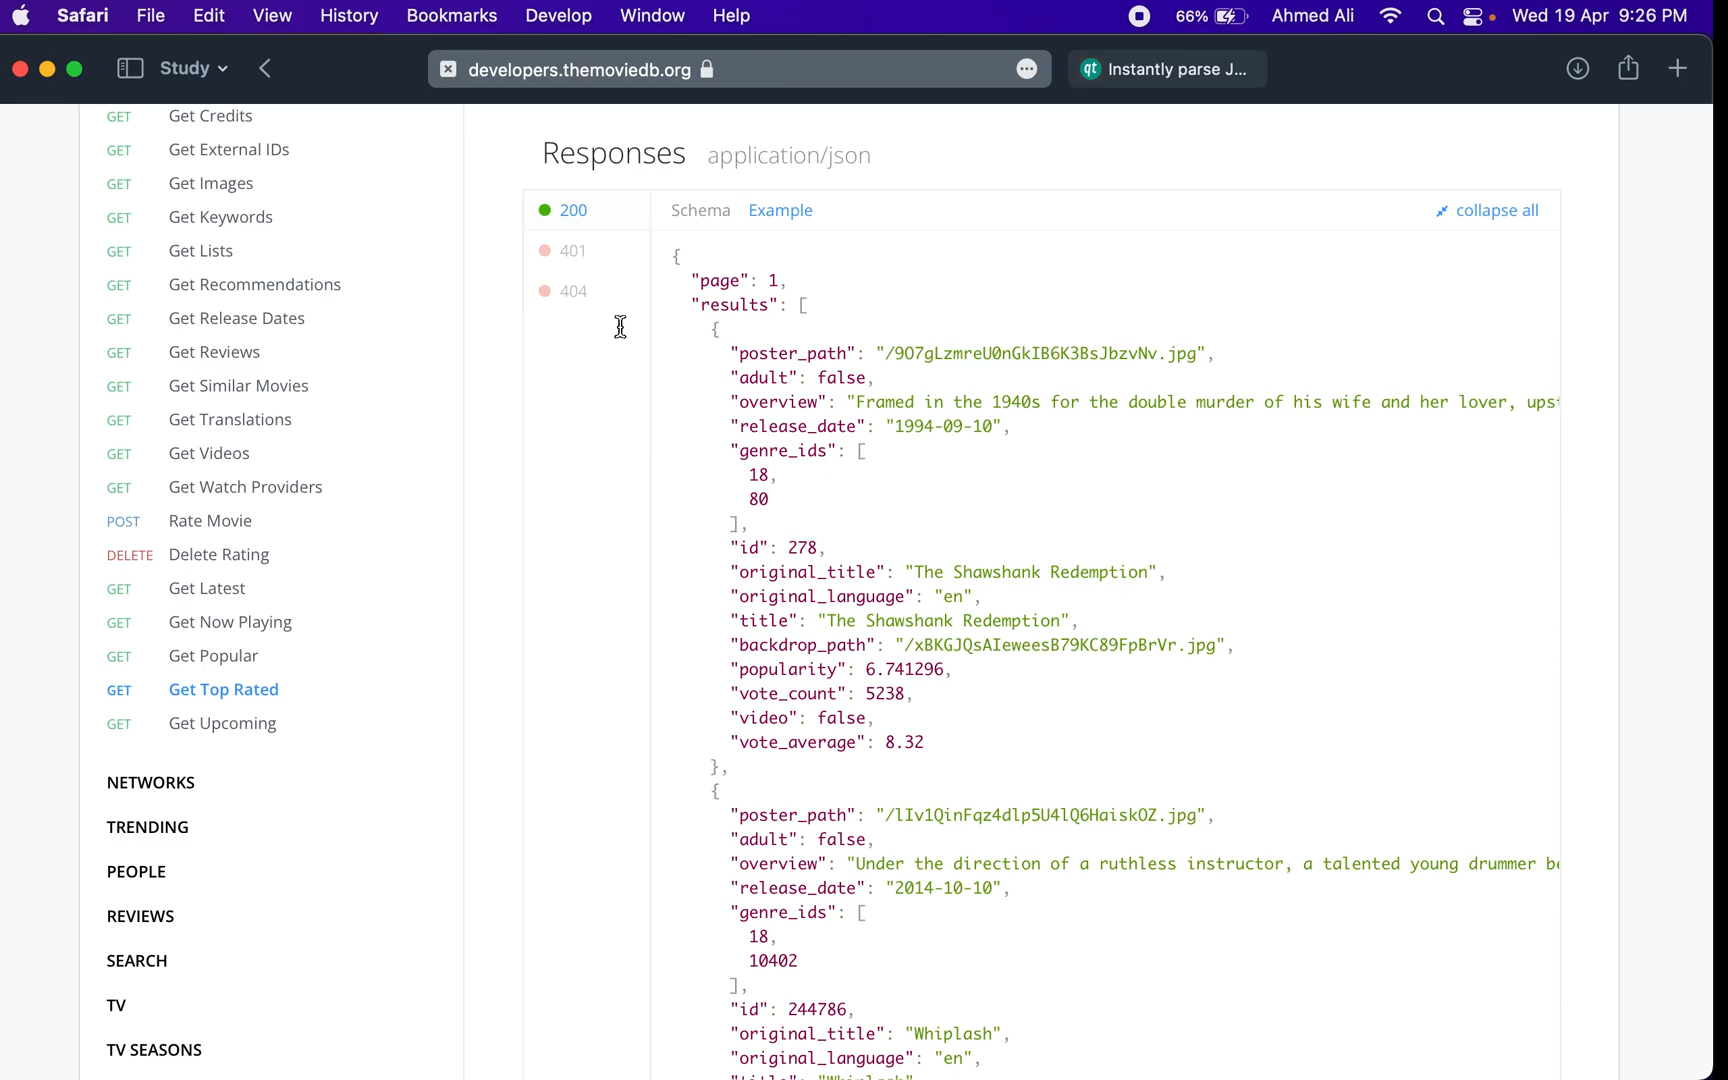 Safari File Edit View History Bookmarks Develop Window Help 66% Ahmed Ali Wed 19 Apr 9:26 PM
Study developers.themoviedb.org qt Instantly parse J...
GET Get Credits
GET Get External IDs
GET Get Images
GET Get Keywords
GET Get Lists
GET Get Recommendations
GET Get Release Dates
GET Get Reviews
GET Get Similar Movies
GET Get Translations
GET Get Videos
GET Get Watch Providers
POST Rate Movie
DELETE Delete Rating
GET Get Latest
GET Get Now Playing
GET Get Popular
GET Get Top Rated
GET Get Upcoming
NETWORKS
TRENDING
PEOPLE
REVIEWS
SEARCH
TV
TV SEASONS
Responses application/json
200 Schema Example collapse all
401
404
{
"page": 1,
"results": [
{
"poster_path": "/9O7gLzmreU0nGkIB6K3BsJbzvNv.jpg",
"adult": false,
"overview": "Framed in the 1940s for the double murder of his wife and her lover,
"release_date": "1994-09-10",
"genre_ids": [
18,
80
],
"id": 278,
"original_title": "The Shawshank Redemption",
"original_language": "en",
"title": "The Shawshank Redemption",
"backdrop_path": "/xBKGJQsAIeweesB79KC89FpBrVr.jpg",
"popularity": 6.741296,
"vote_count": 5238,
"video": false,
"vote_average": 8.32
},
{
"poster_path": "/lIv1QinFqz4dlp5U4lQ6HaiskOZ.jpg",
"adult": false,
"overview": "Under the direction of a ruthless instructor, a talented young drummer
"release_date": "2014-10-10",
"genre_ids": [
18,
10402
],
"id": 244786,
"original_title": "Whiplash",
"original_language": "en",